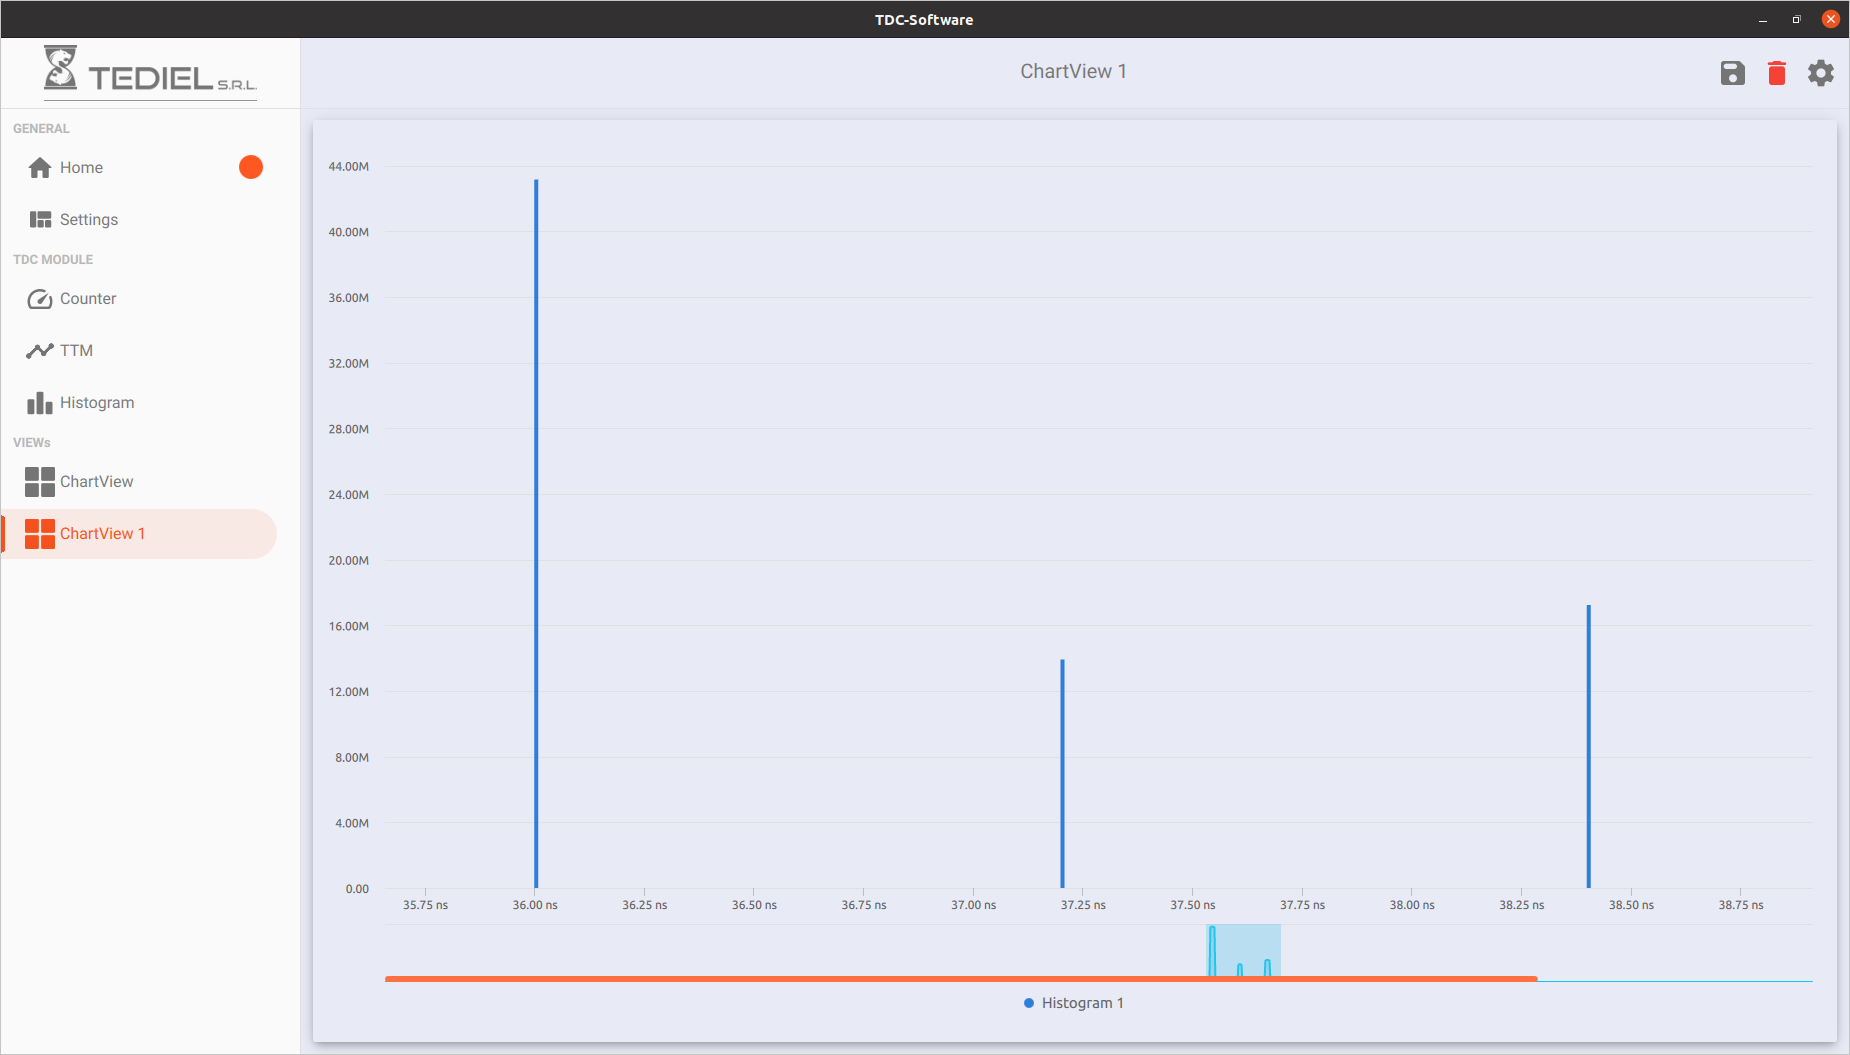 TDC-Software
TEDIEL S.R.L.
ChartView 1
GENERAL
Home
Settings
TDC MODULE
Counter
TTM
Histogram
VIEWs
ChartView
ChartView 1
44.00M
40.00M
36.00M
32.00M
28.00M
24.00M
20.00M
16.00M
12.00M
8.00M
4.00M
0.00
35.75 ns 36.00 ns 36.25 ns 36.50 ns 36.75 ns 37.00 ns 37.25 ns 37.50 ns 37.75 ns 38.00 ns 38.25 ns 38.50 ns 38.75 ns
Histogram 1